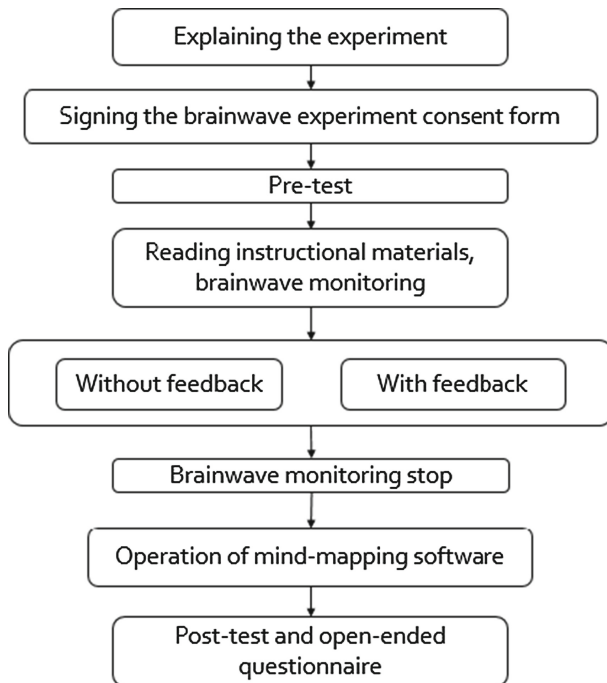 Explaining the experiment
Signing the brainwave experiment consent form
Pre-test
Reading instructional materials,
brainwave monitoring
Without feedback
With feedback
Brainwave monitoring stop
Operation of mind-mapping software
Post-test and open-ended
questionnaire